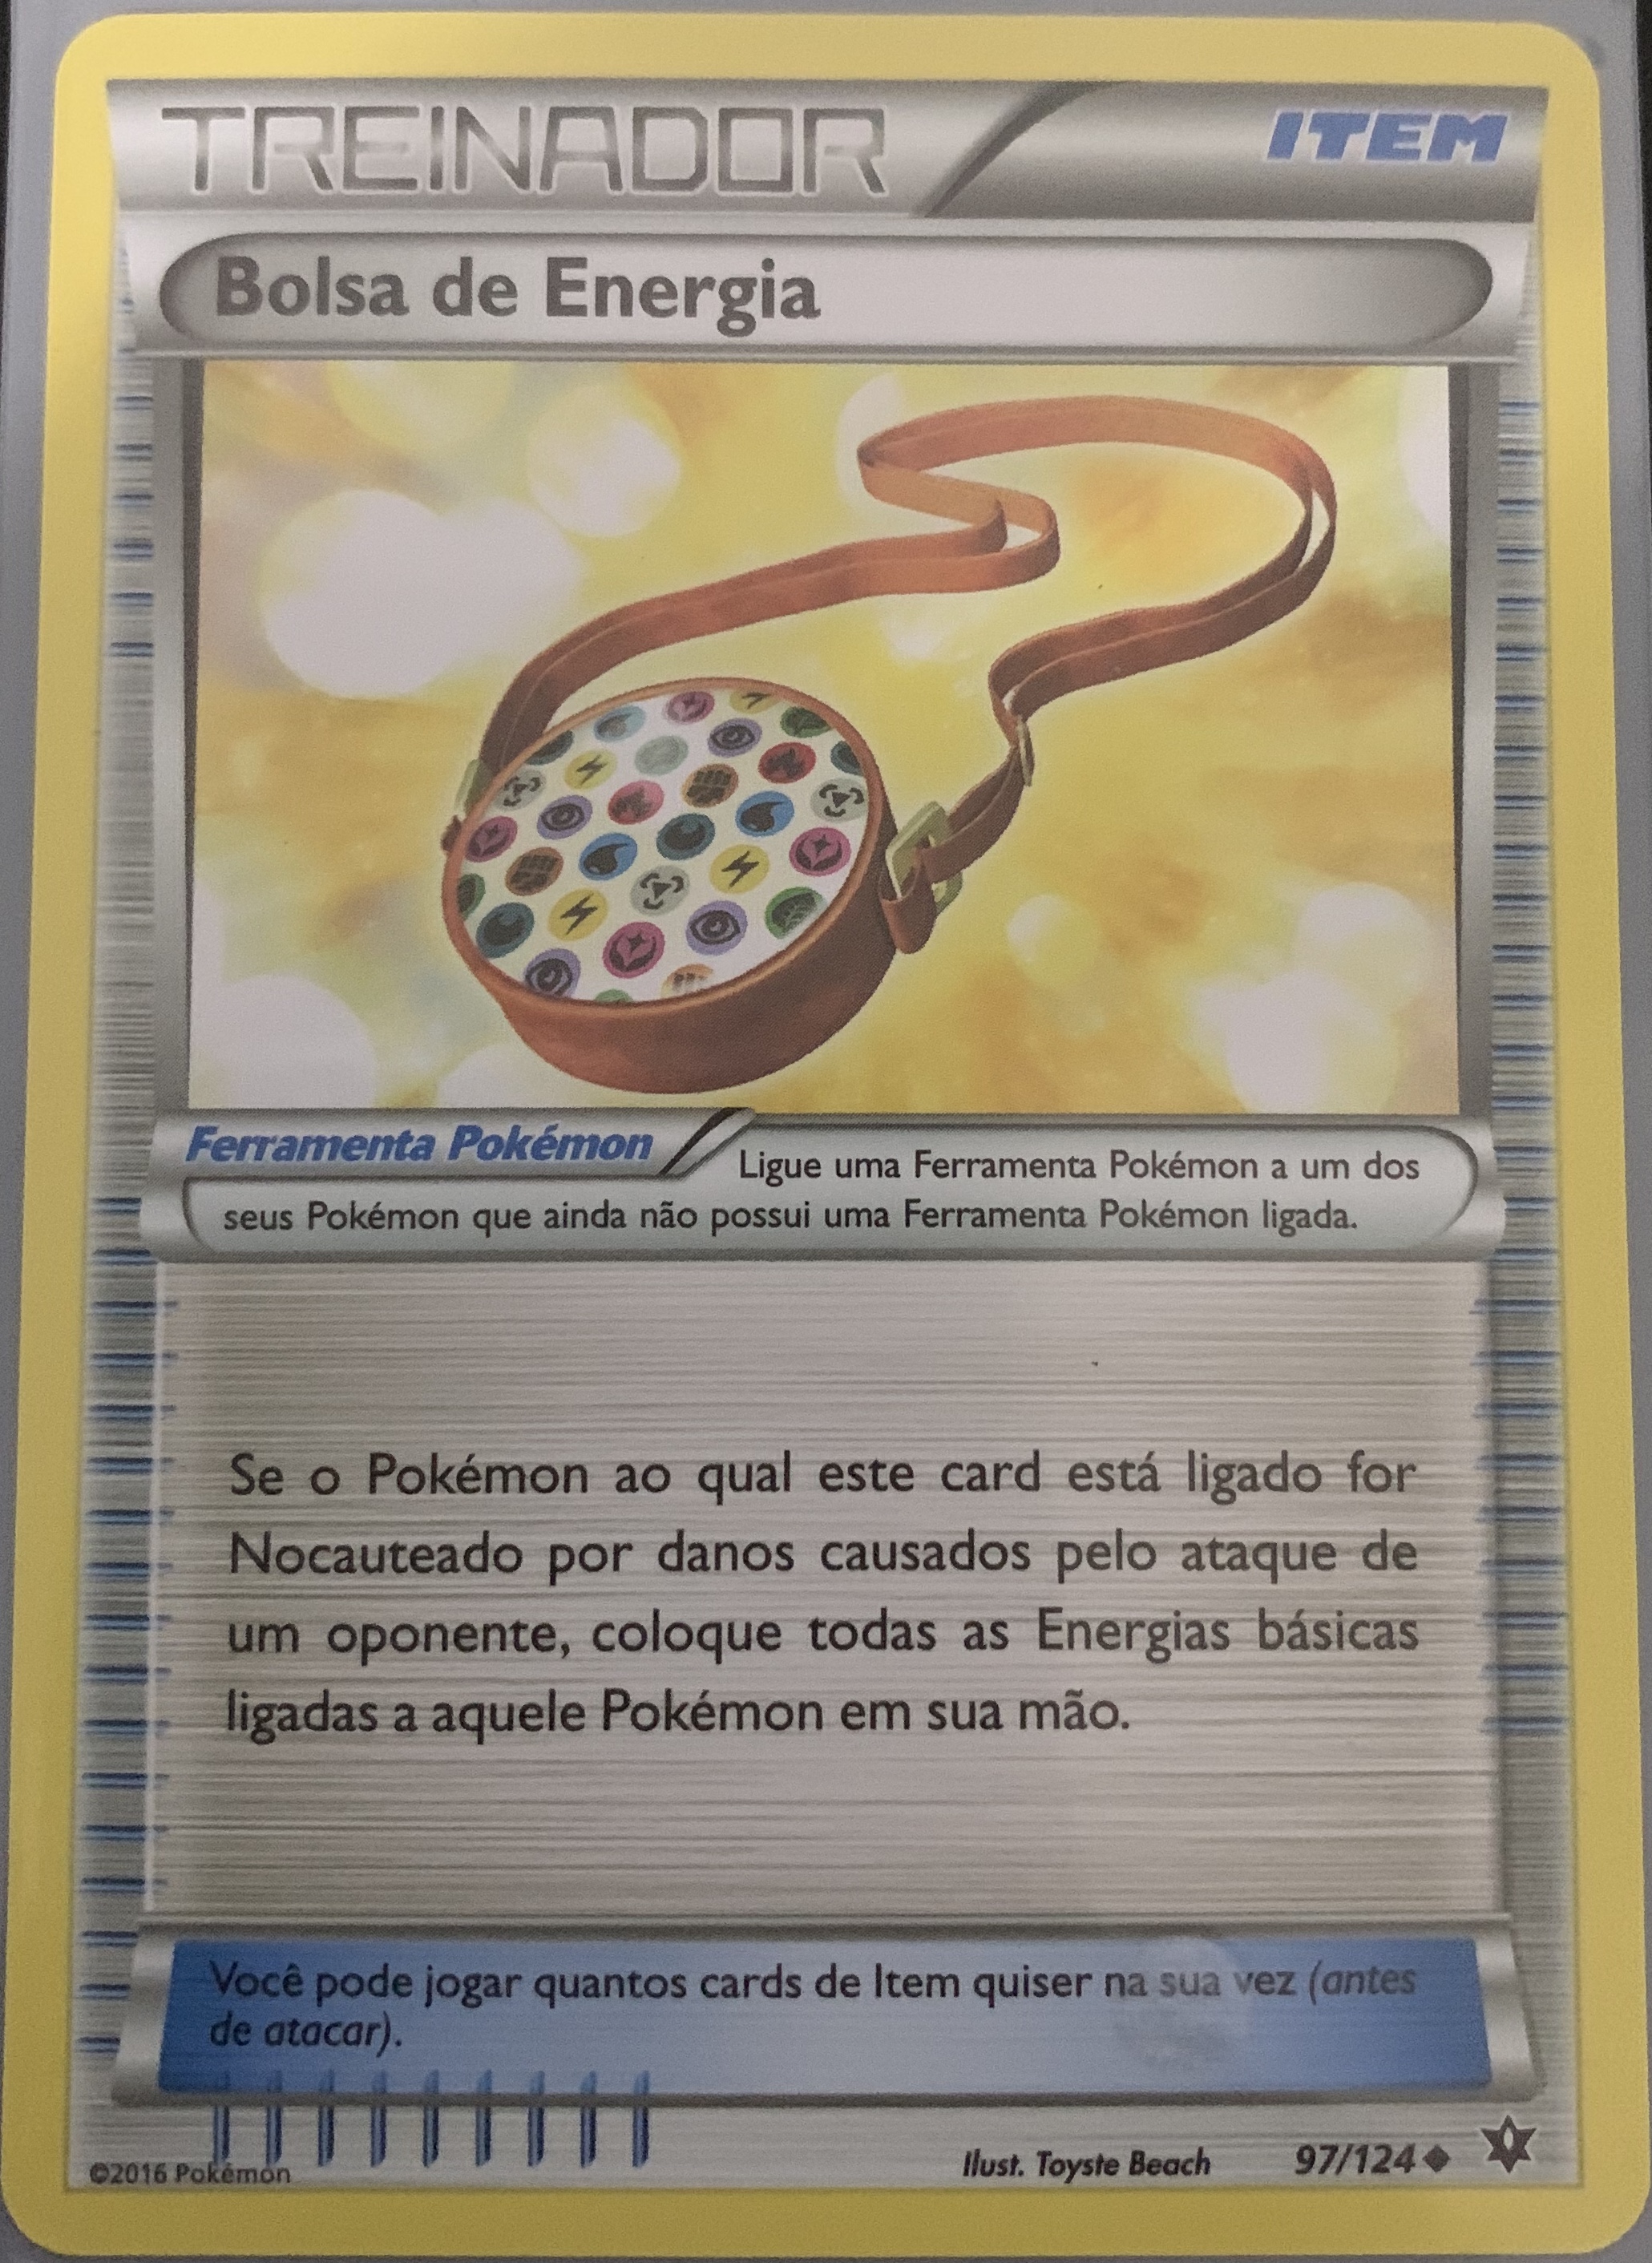 TREINADOR
ITEM
Bolsa de Energia
Ferramenta Pokémon
Ligue uma Ferramenta Pokémon a um dos
seus Pokémon que ainda não possui uma Ferramenta Pokémon ligada.
Se o Pokémon ao qual este card está ligado for
Nocauteado por danos causados pelo ataque de
um oponente, coloque todas as Energias básicas
ligadas a aquele Pokémon em sua mão.
Você pode jogar quantos cards de Item quiser na sua vez (antes
de atacar).
©2016 Pokémon
Ilust. Toyste Beach
97/124